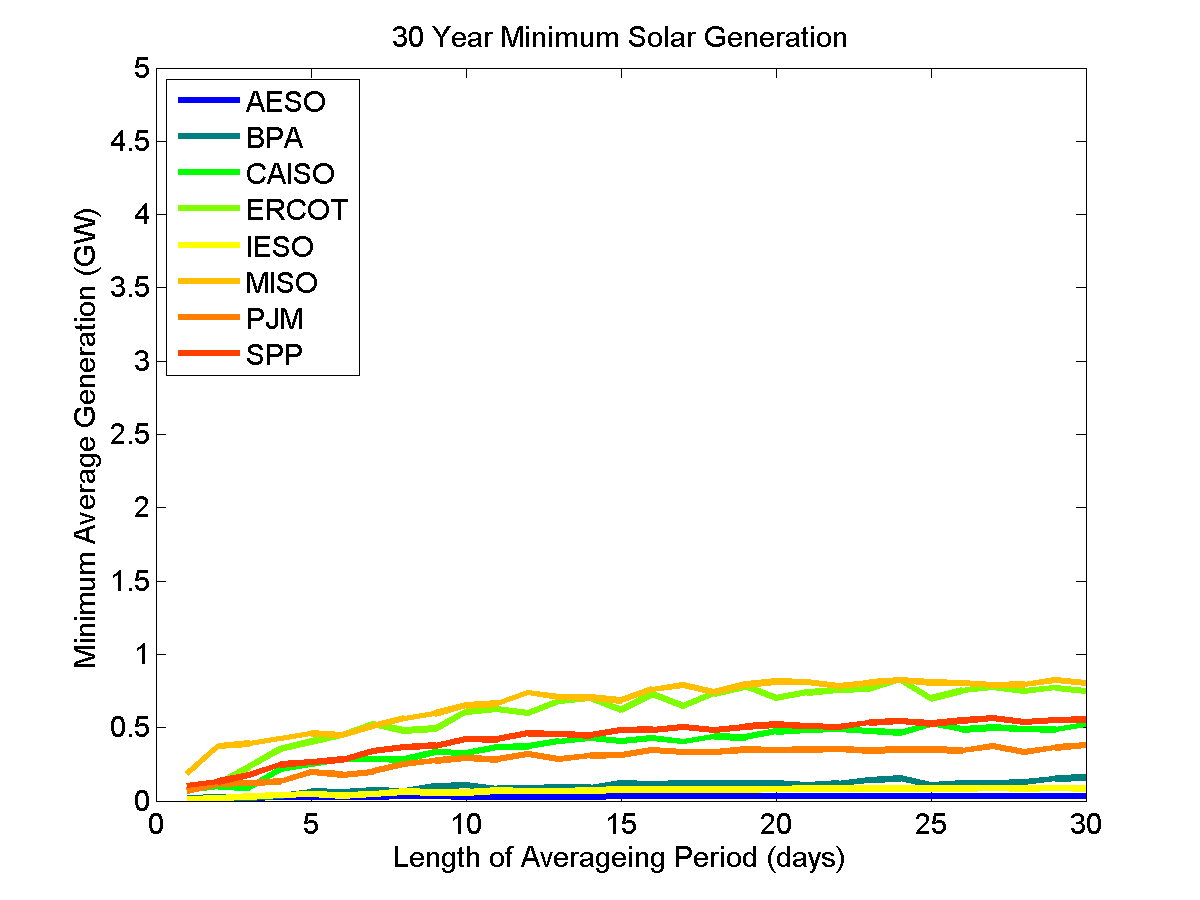 30 Year Minimum Solar Generation
5
4.5
4
3.5
3
2.5
2
1.5
1
0.5
0
Minimum Average Generation (GW)
AESO
BPA
CAISO
ERCOT
IESO
MISO
PJM
SPP
0 5 10 15 20 25 30
Length of Averageing Period (days)